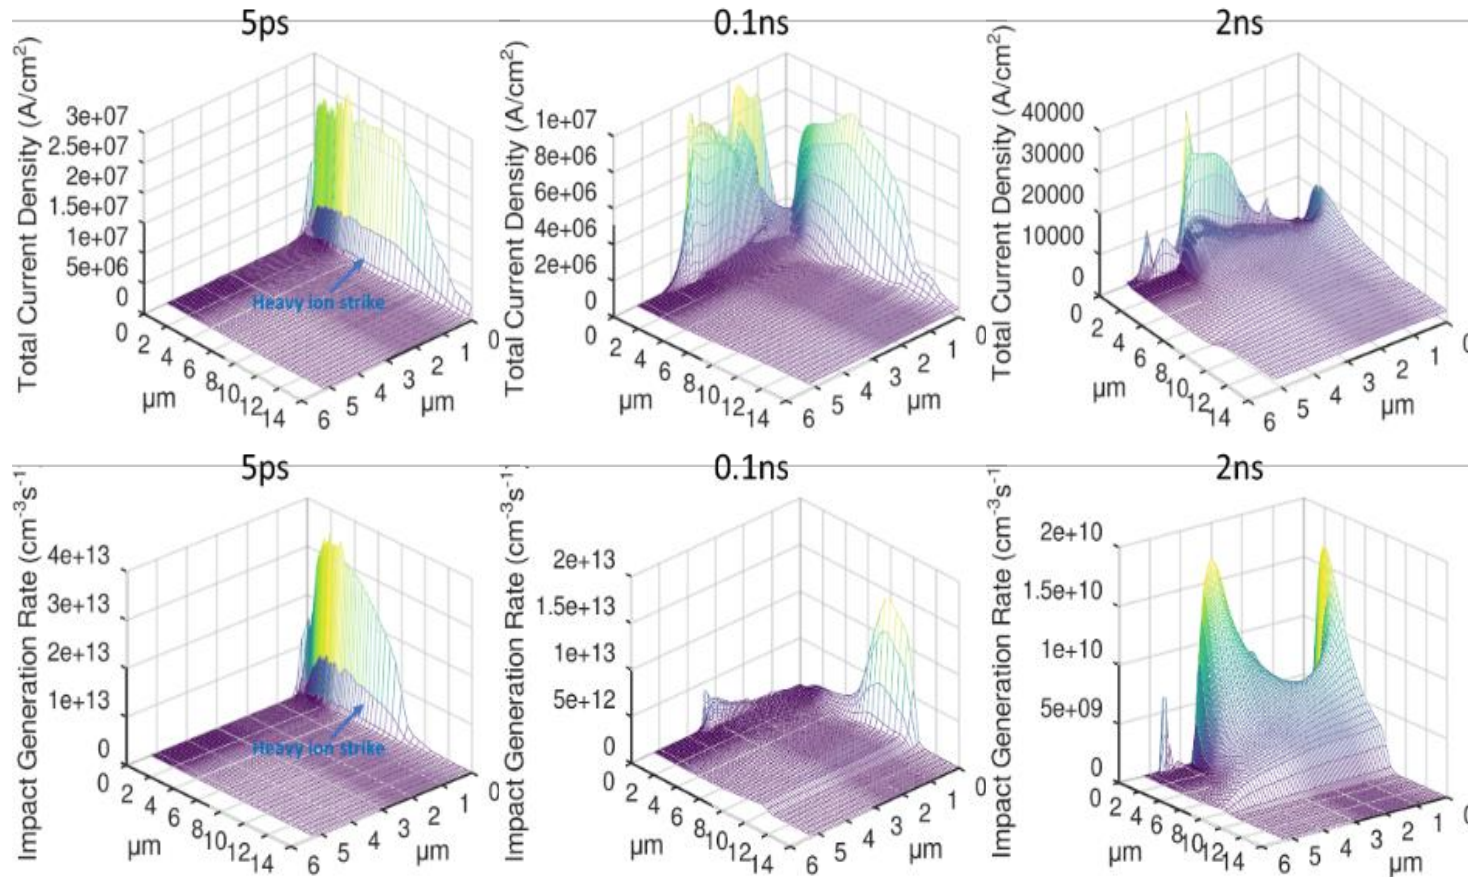 5ps
Total Current Density (A/cm²)
3e+07
2.5e+07
2e+07
1.5e+07
1e+07
5e+06
0
0
2
4
6
8
10
12
14
µm
6
5
4
3
2
1
0
µm
Heavy ion strike
0.1ns
Total Current Density (A/cm²)
1e+07
8e+06
6e+06
4e+06
2e+06
0
0
2
4
6
8
10
12
14
µm
6
5
4
3
2
1
0
µm
2ns
Total Current Density (A/cm²)
40000
30000
20000
10000
0
0
2
4
6
8
10
12
14
µm
6
5
4
3
2
1
0
µm
5ps
Impact Generation Rate (cm⁻³s⁻¹
4e+13
3e+13
2e+13
1e+13
0
0
2
4
6
8
10
12
14
µm
6
5
4
3
2
1
0
µm
Heavy ion strike
0.1ns
Impact Generation Rate (cm⁻³s⁻¹
2e+13
1.5e+13
1e+13
5e+12
0
0
2
4
6
8
10
12
14
µm
6
5
4
3
2
1
0
µm
2ns
Impact Generation Rate (cm⁻³s⁻¹
2e+10
1.5e+10
1e+10
5e+09
0
0
2
4
6
8
10
12
14
µm
6
5
4
3
2
1
0
µm